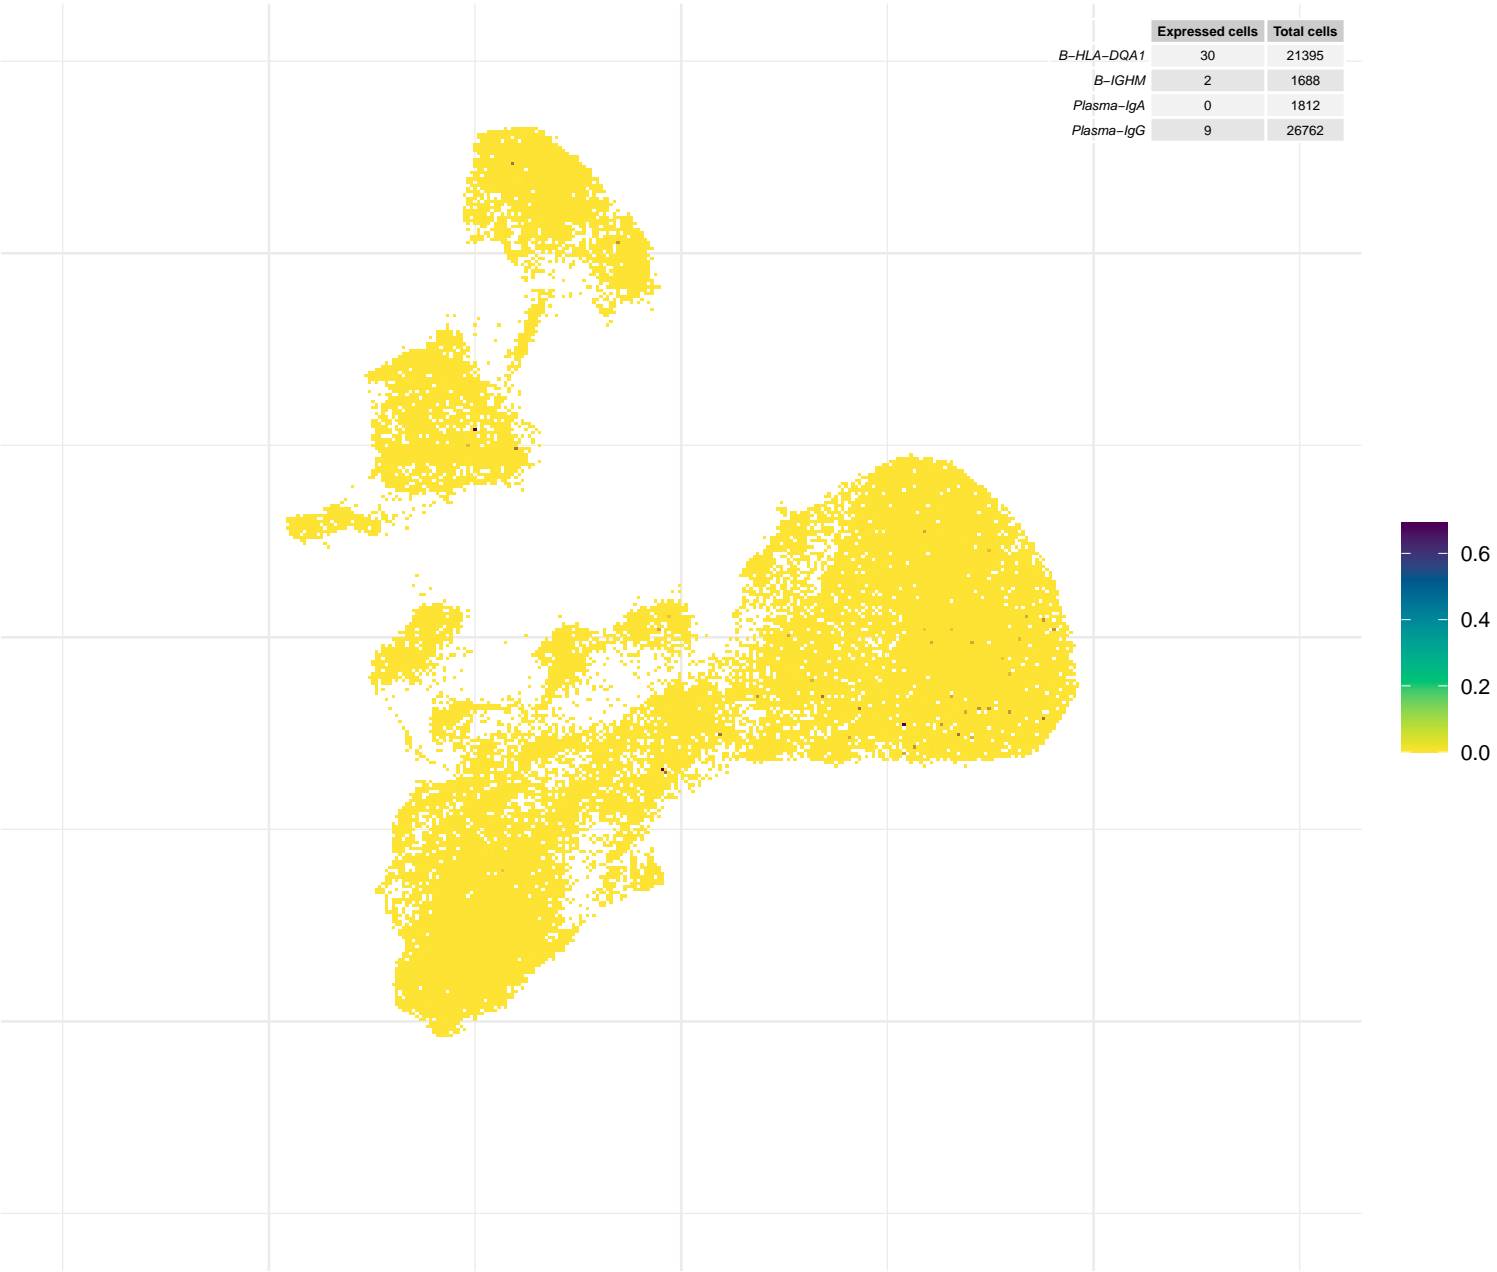 Expressed cells Total cells
B−HLA−DQA1 30 21395
B−IGHM 2 1688
Plasma−IgA 0 1812
Plasma−IgG 9 26762
0.6
0.4
0.2
0.0